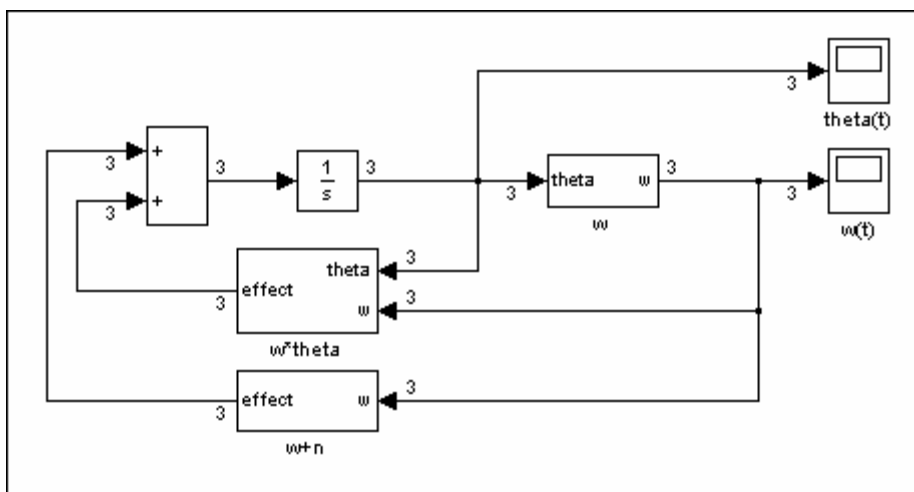 3
theta(t)
3 + 3 3 3
1
s
3 theta w 3
3 +
w
w(t)
theta 3
3 effect
w 3
w*theta
3 effect w 3
w+n